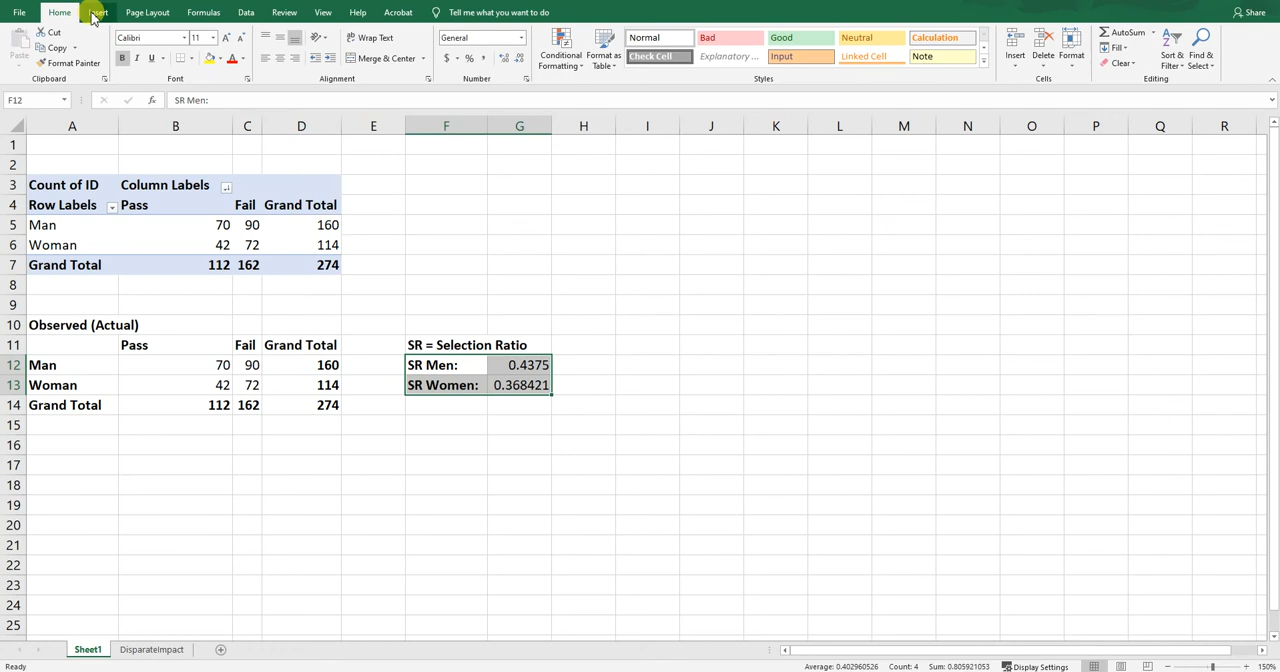 File Home Insert Page Layout Formulas Data Review View Help Acrobat Tell me what you want to do Share
Paste Cut Copy Format Painter Clipboard
Calibri 11 A A B I U A Font
Wrap Text Merge & Center Alignment
General $ % , Number
Conditional Formatting Format as Table
Normal Bad Good Neutral Calculation
Check Cell Explanatory ... Input Linked Cell Note
Styles
Insert Delete Format Cells
AutoSum Fill Clear Sort & Filter Find & Select Editing
F12 fx SR Men:
A B C D E F G H I J K L M N O P Q R
1
2
3 Count of ID Column Labels
4 Row Labels Pass Fail Grand Total
5 Man 70 90 160
6 Woman 42 72 114
7 Grand Total 112 162 274
8
9
10 Observed (Actual)
11 Pass Fail Grand Total SR = Selection Ratio
12 Man 70 90 160 SR Men: 0.4375
13 Woman 42 72 114 SR Women: 0.368421
14 Grand Total 112 162 274
15
16
17
18
19
20
21
22
23
24
25
Sheet1 DisparateImpact
Ready Average: 0.402960526 Count: 4 Sum: 0.805921053 Display Settings 150%